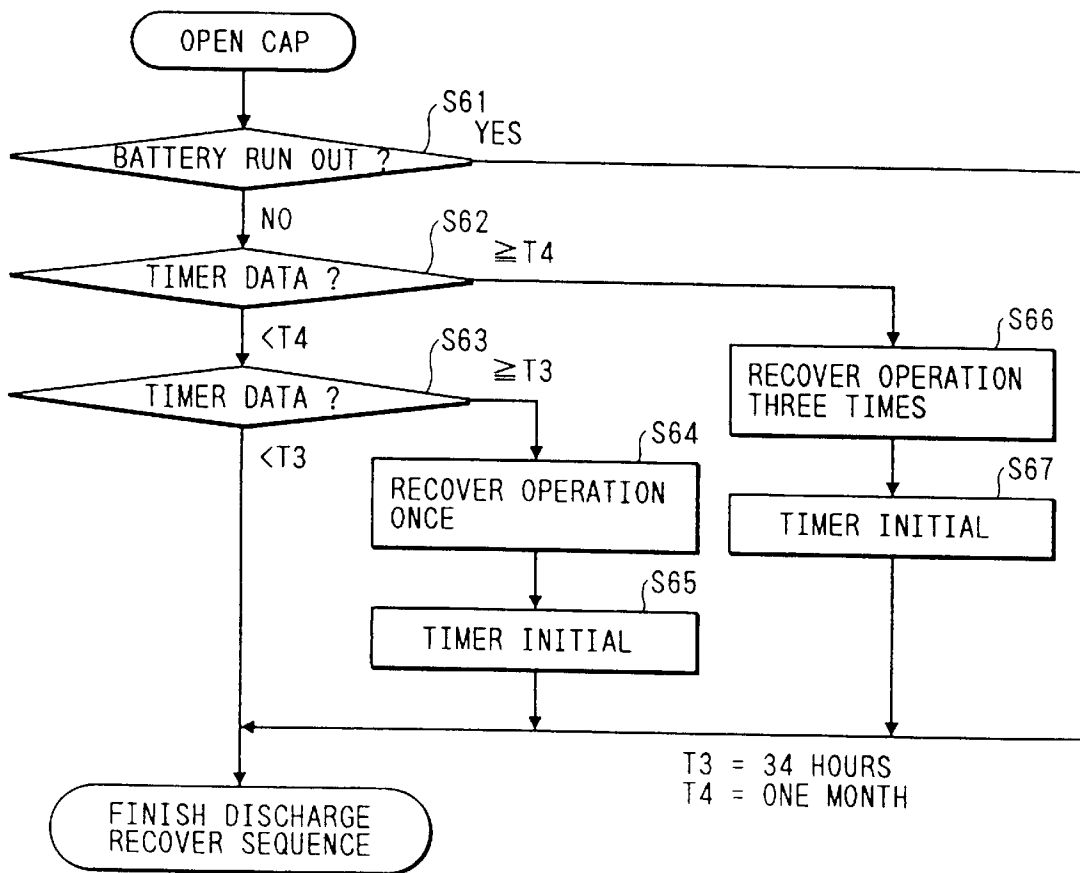 OPEN CAP
S61
YES
BATTERY RUN OUT ?
NO
S62
≧T4
TIMER DATA ?
<T4
S63
≧T3
TIMER DATA ?
<T3
S66
RECOVER OPERATION
THREE TIMES
S64
RECOVER OPERATION
ONCE
S67
TIMER INITIAL
S65
TIMER INITIAL
T3 = 34 HOURS
T4 = ONE MONTH
FINISH DISCHARGE
RECOVER SEQUENCE